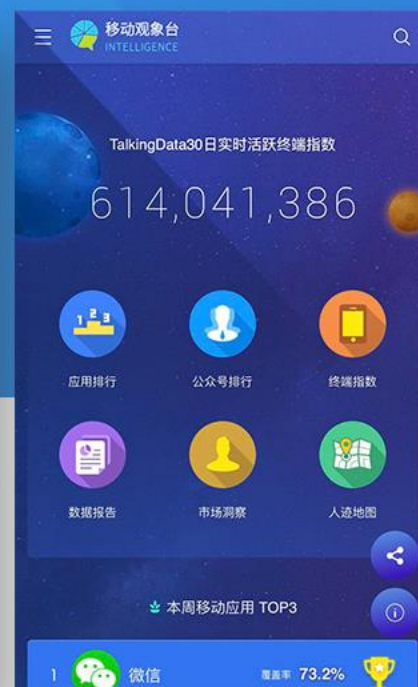 移动观象台
INTELLIGENCE
TalkingData30日实时活跃终端指数
614,041,386
1 2 3
应用排行
公众号排行
终端指数
数据报告
市场洞察
人迹地图
本周移动应用 TOP3
1 微信 覆盖率 73.2%